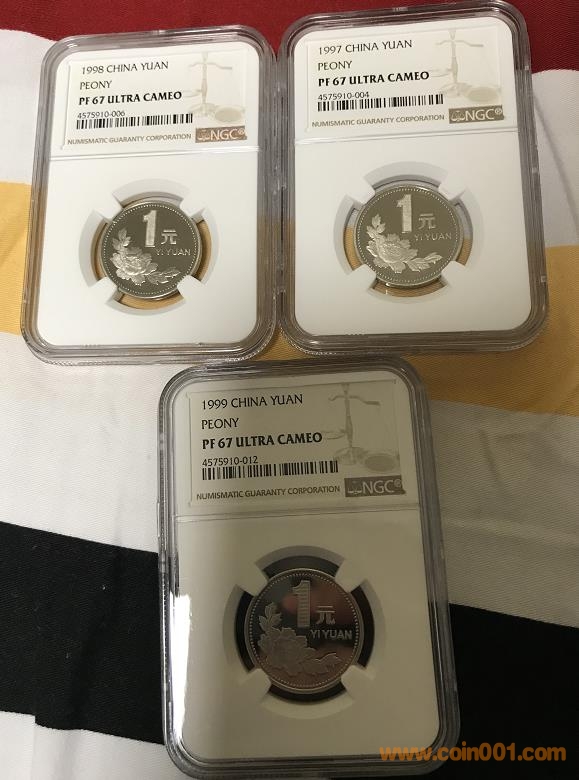 1998 CHINA YUAN
PEONY
PF 67 ULTRA CAMEO
4575910-006
NUMISMATIC GUARANTY CORPORATION
NGC®
1元
YI YUAN
1997 CHINA YUAN
PEONY
PF 67 ULTRA CAMEO
4575910-004
NUMISMATIC GUARANTY CORPORATION
NGC®
1元
YI YUAN
1999 CHINA YUAN
PEONY
PF 67 ULTRA CAMEO
4575910-012
NUMISMATIC GUARANTY CORPORATION
NGC®
1元
YI YUAN
www.coin001.com